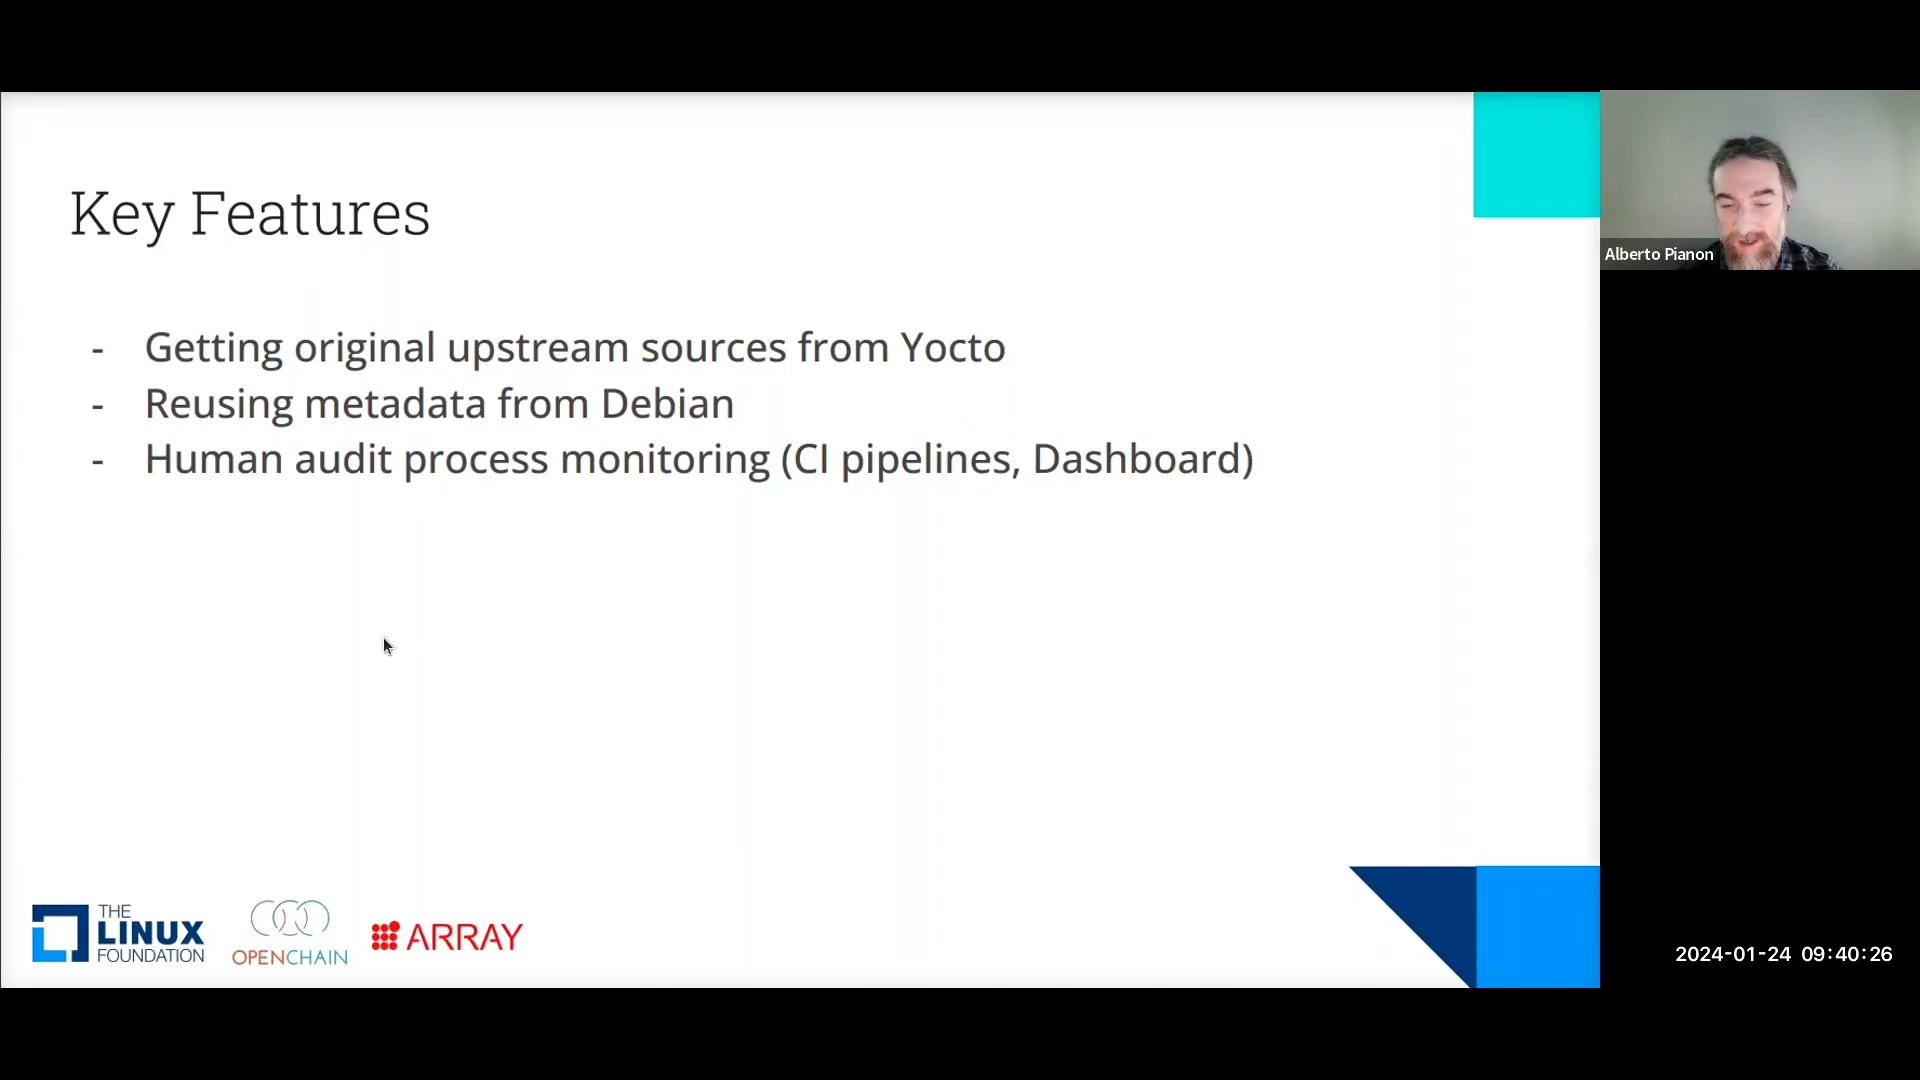 Key Features
- Getting original upstream sources from Yocto
- Reusing metadata from Debian
- Human audit process monitoring (CI pipelines, Dashboard)
THE
LINUX
FOUNDATION
OPENCHAIN
ARRAY
Alberto Pianon
2024-01-24 09:40:26